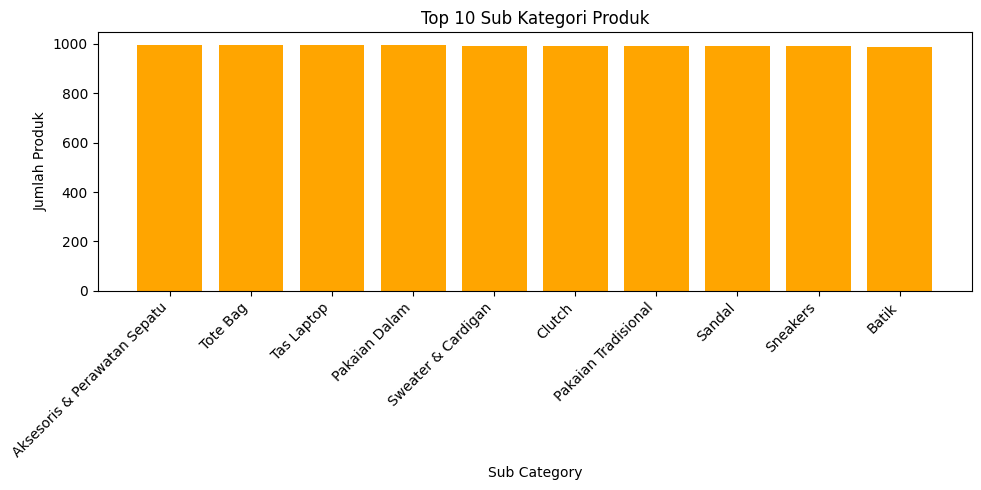 Top 10 Sub Kategori Produk
Jumlah Produk
1000
800
600
400
200
0
Aksesoris & Perawatan Sepatu
Tote Bag
Tas Laptop
Pakaian Dalam
Sweater & Cardigan
Clutch
Pakaian Tradisional
Sandal
Sneakers
Batik
Sub Category